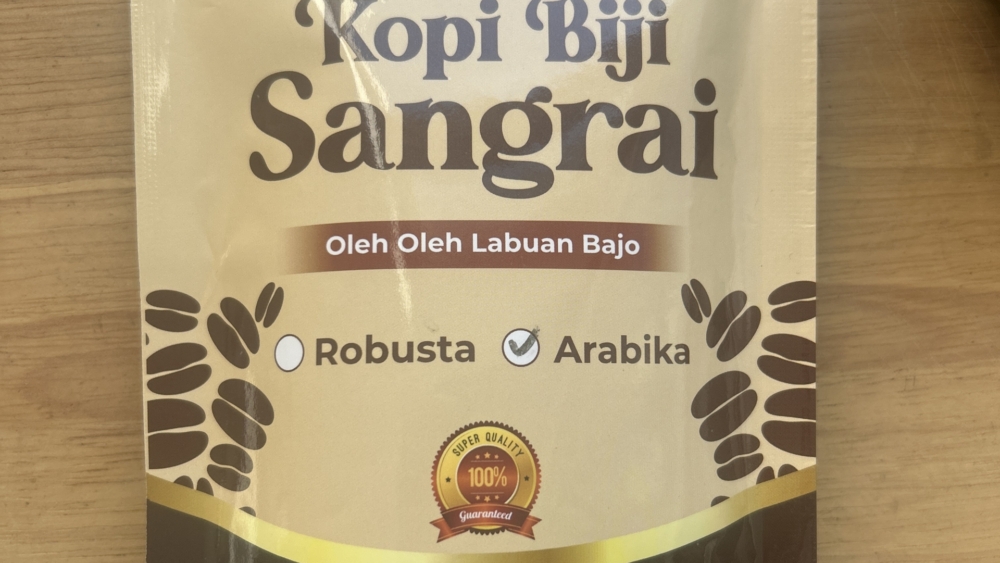 Kopi Biji
Sangrai
Oleh Oleh Labuan Bajo
Robusta Arabika
SUPER QUALITY
100%
Guaranteed